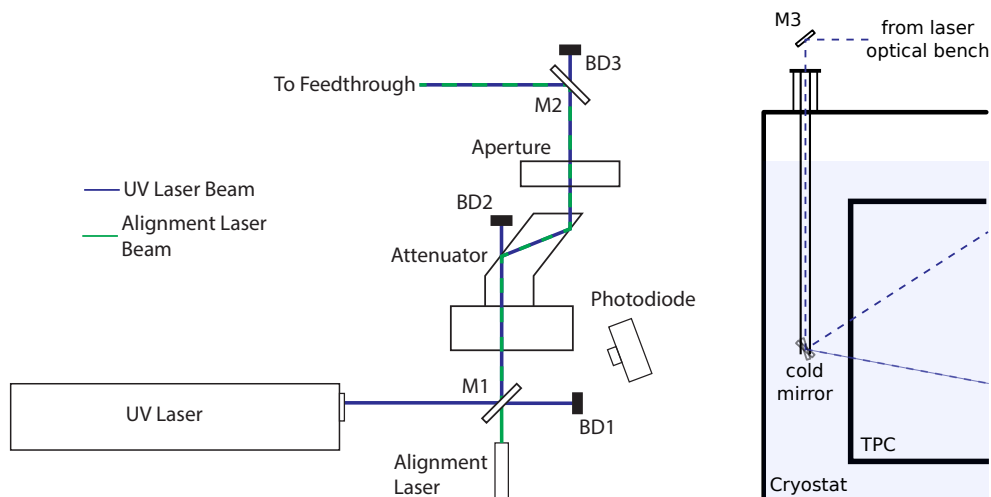 BD3
To Feedthrough
M2
Aperture
UV Laser Beam
BD2
Alignment Laser
Beam
Attenuator
Photodiode
M1
UV Laser
BD1
Alignment
Laser
M3
from laser
optical bench
cold
mirror
TPC
Cryostat